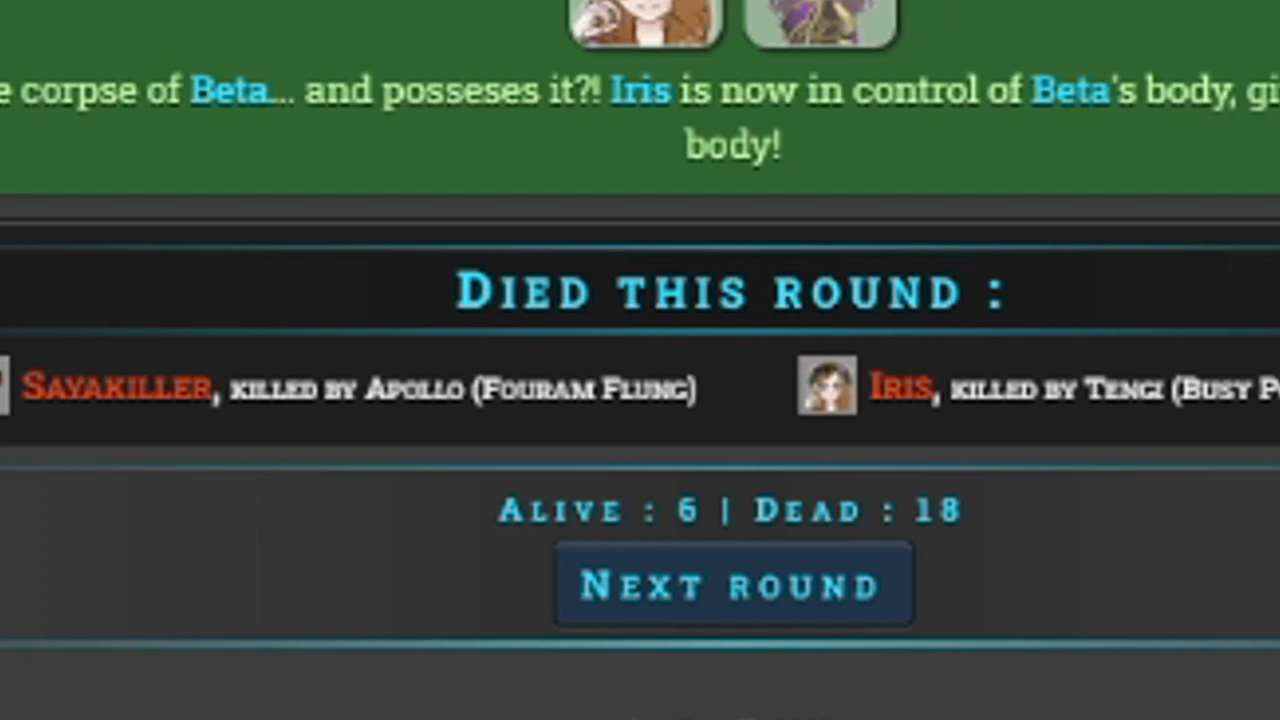 corpse of Beta... and posseses it?! Iris is now in control of Beta's body,
body!
Died this round :
Sayakiller, killed by Apollo (Fouram Flung)
Iris, killed by Tengi (Busy
Alive : 6 | Dead : 18
Next round